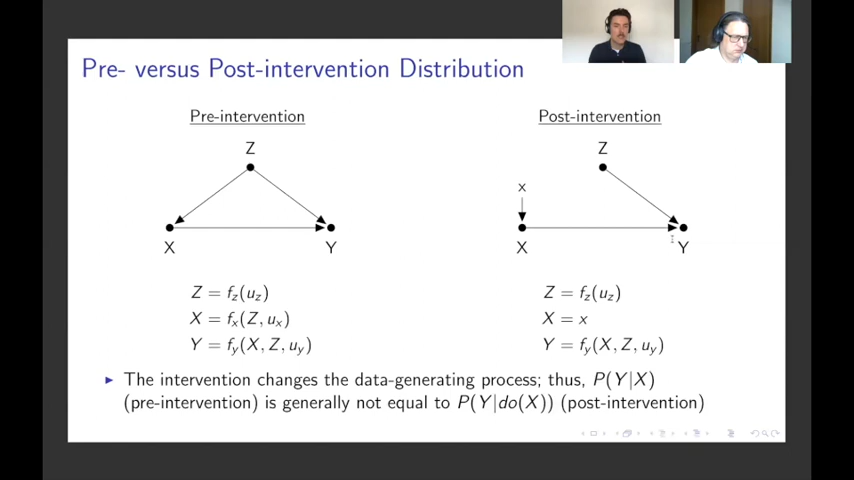 Pre- versus Post-intervention Distribution
Pre-intervention
Post-intervention
Z
Z
x
X
Y
X
Y
Z = f_z(u_z)
X = f_x(Z, u_x)
Y = f_y(X, Z, u_y)
Z = f_z(u_z)
X = x
Y = f_y(X, Z, u_y)
The intervention changes the data-generating process; thus, P(Y|X)
(pre-intervention) is generally not equal to P(Y|do(X)) (post-intervention)